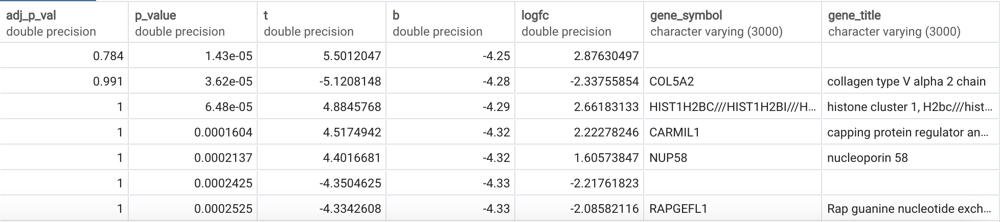 adj_p_val p_value t b logfc gene_symbol gene_title
double precision double precision double precision double precision double precision character varying (3000) character varying (3000)
0.784 1.43e-05 5.5012047 -4.25 2.87630497
0.991 3.62e-05 -5.1208148 -4.28 -2.33755854 COL5A2 collagen type V alpha 2 chain
1 6.48e-05 4.8845768 -4.29 2.66183133 HIST1H2BC///HIST1H2BI///H... histone cluster 1, H2bc///hist...
1 0.0001604 4.5174942 -4.32 2.22278246 CARMIL1 capping protein regulator an...
1 0.0002137 4.4016681 -4.32 1.60573847 NUP58 nucleoporin 58
1 0.0002425 -4.3504625 -4.33 -2.21761823
1 0.0002525 -4.3342608 -4.33 -2.08582116 RAPGEFL1 Rap guanine nucleotide exch...